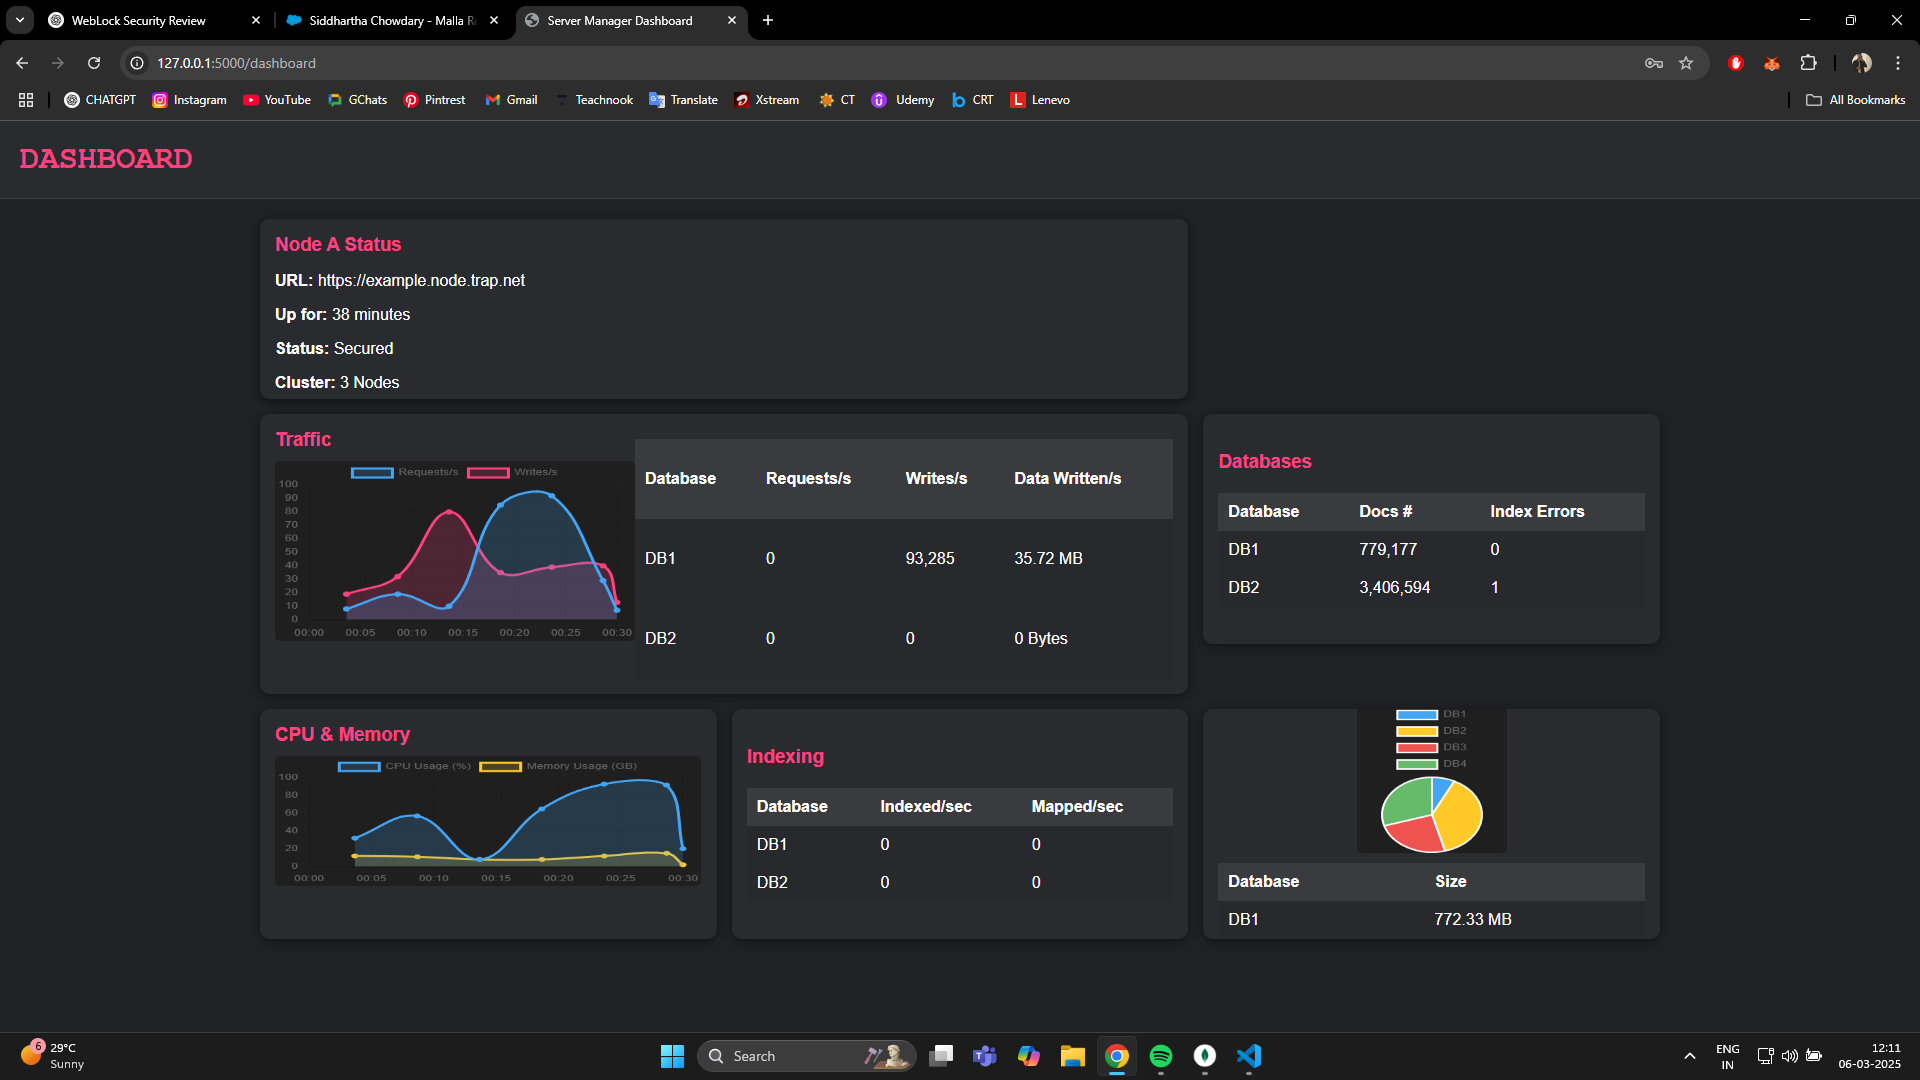 WebLock Security Review
Siddhartha Chowdary - Malla R
Server Manager Dashboard
127.0.0.1:5000/dashboard
CHATGPT
Instagram
YouTube
GChats
Pintrest
Gmail
Teachnook
Translate
Xstream
CT
Udemy
CRT
Lenevo
All Bookmarks
DASHBOARD
Node A Status
URL: https://example.node.trap.net
Up for: 38 minutes
Status: Secured
Cluster: 3 Nodes
Traffic
Requests/s Writes/s
100
90
80
70
60
50
40
30
20
10
0
00:00 00:05 00:10 00:15 00:20 00:25 00:30
Database Requests/s Writes/s Data Written/s
DB1 0 93,285 35.72 MB
DB2 0 0 0 Bytes
Databases
Database Docs # Index Errors
DB1 779,177 0
DB2 3,406,594 1
CPU & Memory
CPU Usage (%) Memory Usage (GB)
100
80
60
40
20
0
00:00 00:05 00:10 00:15 00:20 00:25 00:30
Indexing
Database Indexed/sec Mapped/sec
DB1 0 0
DB2 0 0
DB1
DB2
DB3
DB4
Database Size
DB1 772.33 MB
6
29°C
Sunny
Search
ENG
IN
12:11
06-03-2025